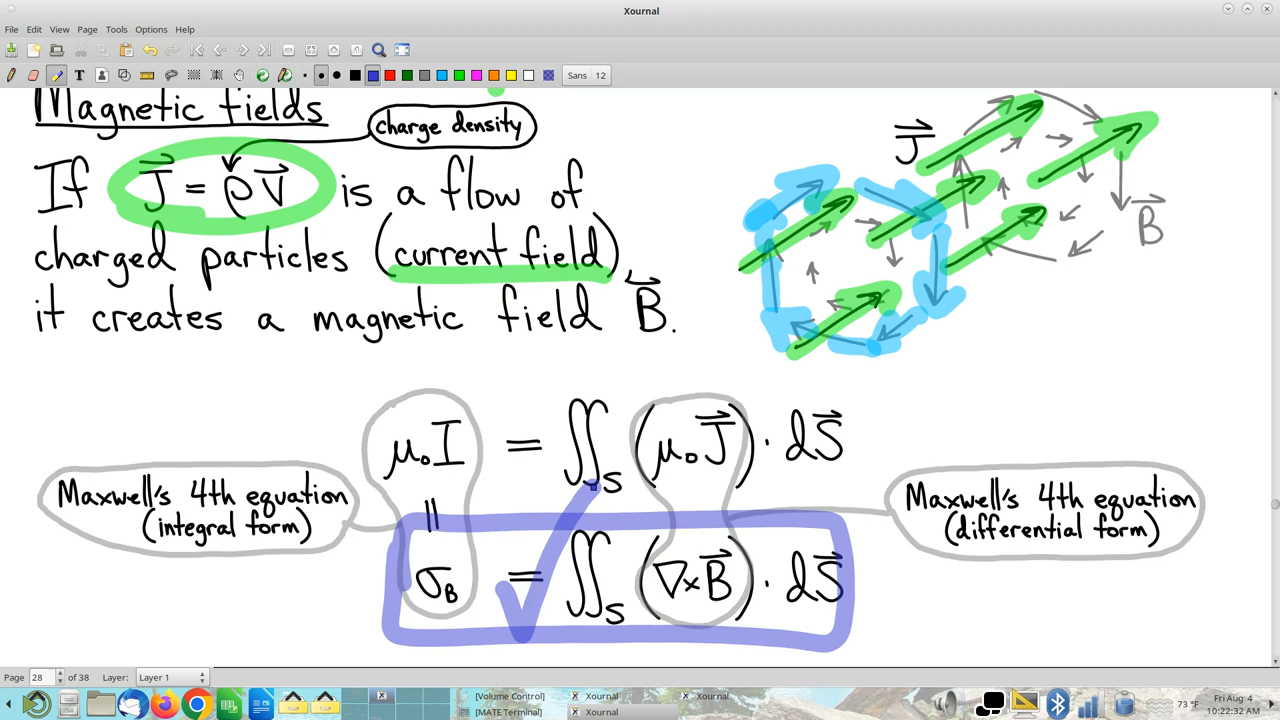 Xournal
File Edit View Page Tools Options Help
Sans 12
Magnetic fields
charge density
If J⃗ = ρv⃗ is a flow of
charged particles (current field)
it creates a magnetic field B⃗.
J⃗
B⃗
μ₀I = ∬_S (μ₀J⃗) · dS⃗
Maxwell's 4th equation
(integral form)
Maxwell's 4th equation
(differential form)
=
σ_B = ∬_S (∇×B⃗) · dS⃗
Page 28 of 38 Layer: Layer 1
[Volume Control] Xournal Xournal
[MATE Terminal] Xournal
73 °F
Fri Aug 4
10:22:32 AM